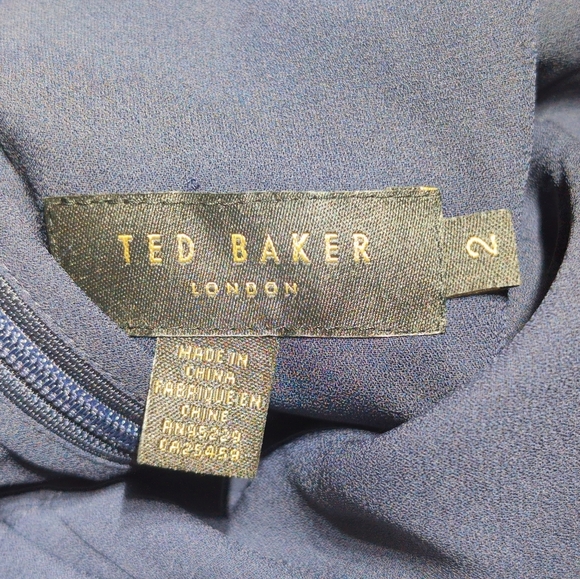 TED BAKER
LONDON
2
MADE IN
CHINA
FABRIQUE EN
CHINE
RN95229
CA25459